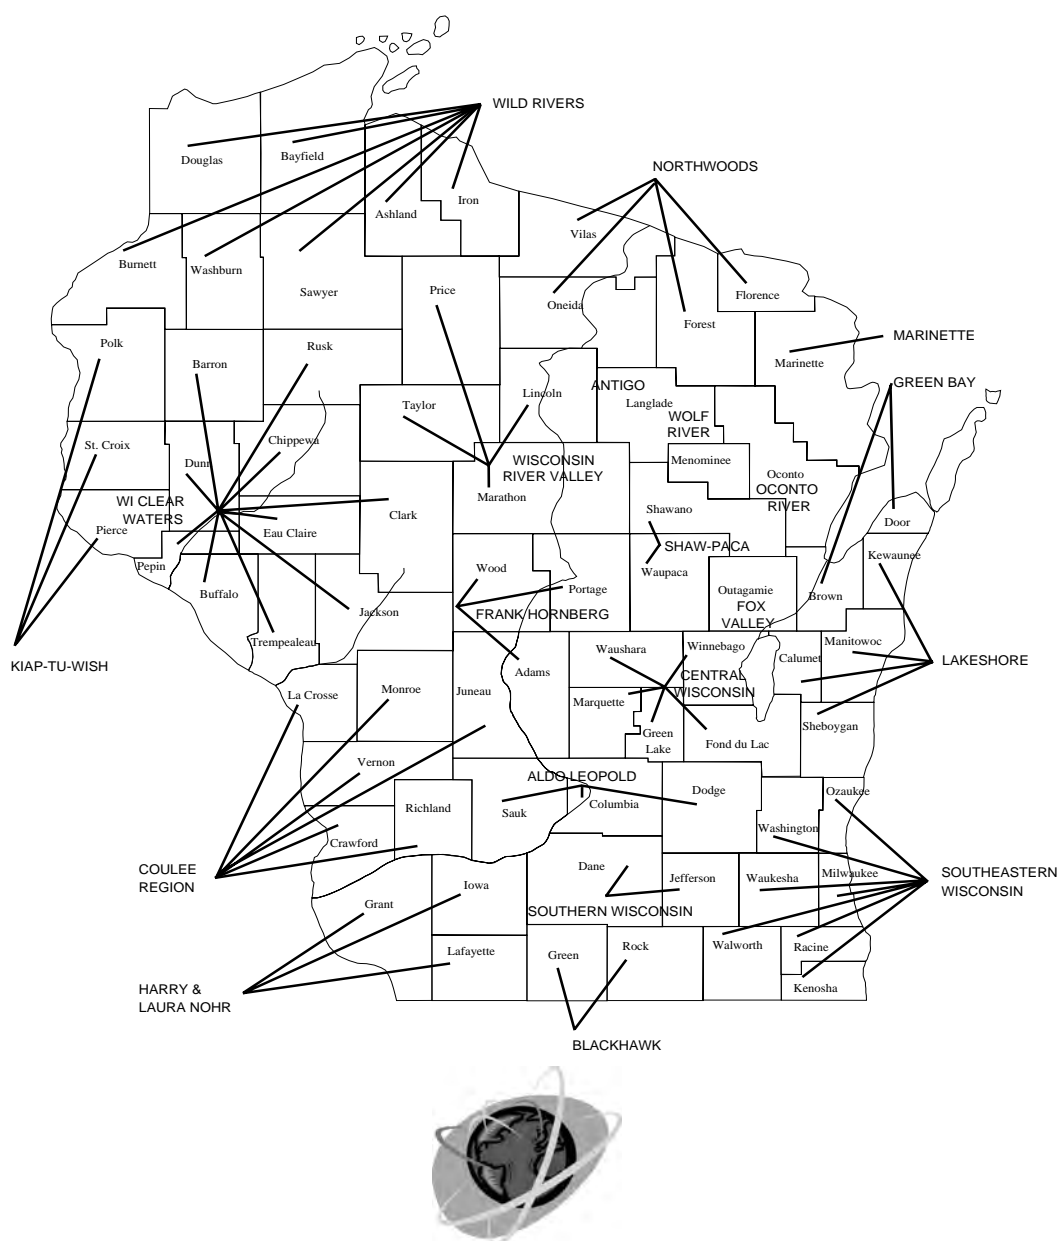 WILD RIVERS
Douglas
Bayfield
NORTHWOODS
Iron
Ashland
Vilas
Burnett
Washburn
Sawyer
Price
Oneida
Florence
Forest
Polk
Barron
Rusk
MARINETTE
Marinette
GREEN BAY
ANTIGO
Lincoln
Taylor
Langlade
WOLF
RIVER
St. Croix
Chippewa
Dunn
WISCONSIN
RIVER VALLEY
Menominee
Oconto
OCONTO
RIVER
WI CLEAR
WATERS
Marathon
Clark
Shawano
Door
Pierce
Eau Claire
SHAW-PACA
Kewaunee
Pepin
Waupaca
Wood
Portage
Outagamie
Brown
Buffalo
FOX
VALLEY
Jackson
FRANK HORNBERG
Trempealeau
Waushara
Winnebago
Manitowoc
KIAP-TU-WISH
Calumet
LAKESHORE
Adams
CENTRAL
WISCONSIN
La Crosse
Monroe
Juneau
Marquette
Green
Lake
Fond du Lac
Sheboygan
Vernon
ALDO LEOPOLD
Richland
Sauk
Columbia
Dodge
Ozaukee
Washington
Crawford
COULEE
REGION
Dane
Jefferson
Waukesha
Milwaukee
SOUTHEASTERN
WISCONSIN
Iowa
Grant
SOUTHERN WISCONSIN
Lafayette
Green
Rock
Walworth
Racine
Kenosha
HARRY &
LAURA NOHR
BLACKHAWK